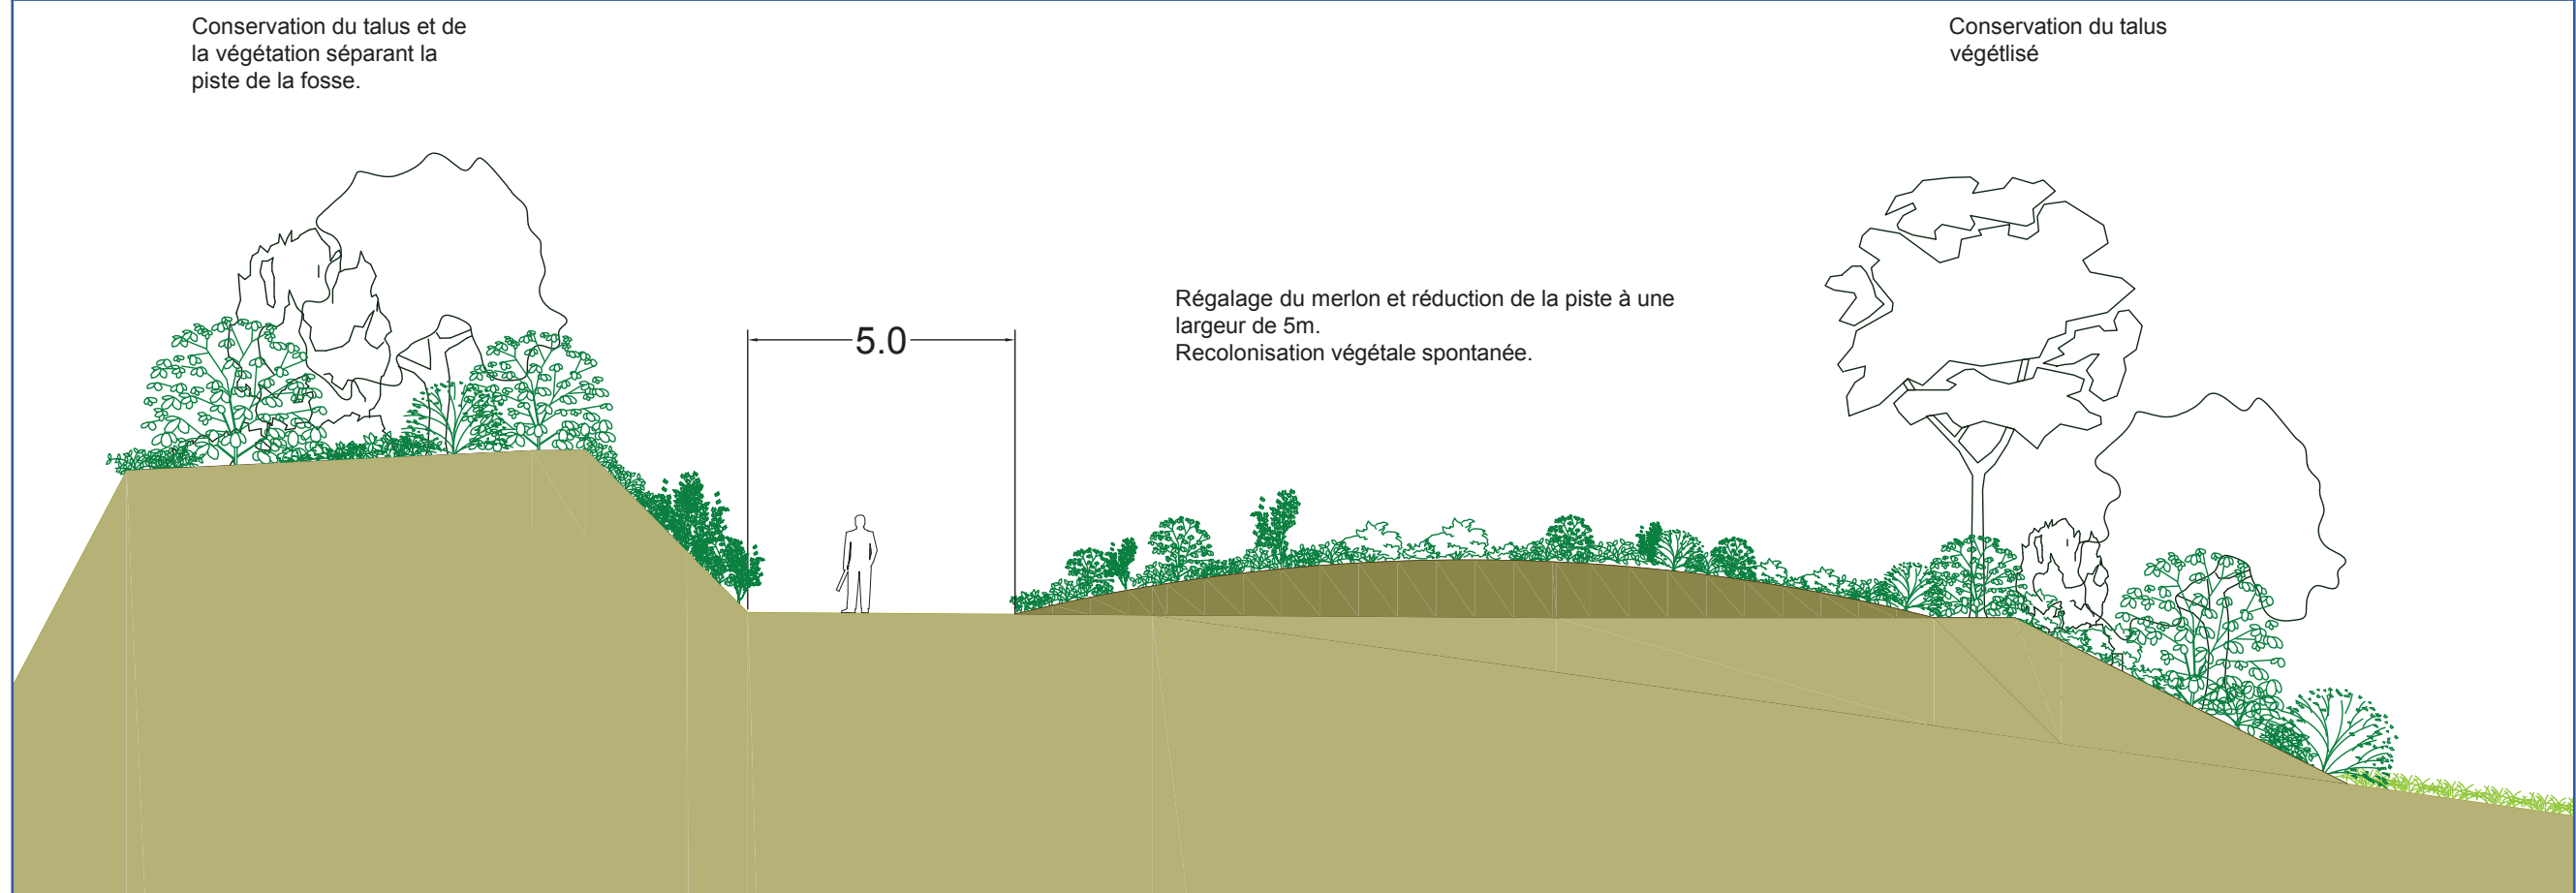 Conservation du talus et de
la végétation séparant la
piste de la fosse.
Conservation du talus
végétlisé
5.0
Régalage du merlon et réduction de la piste à une
largeur de 5m.
Recolonisation végétale spontanée.